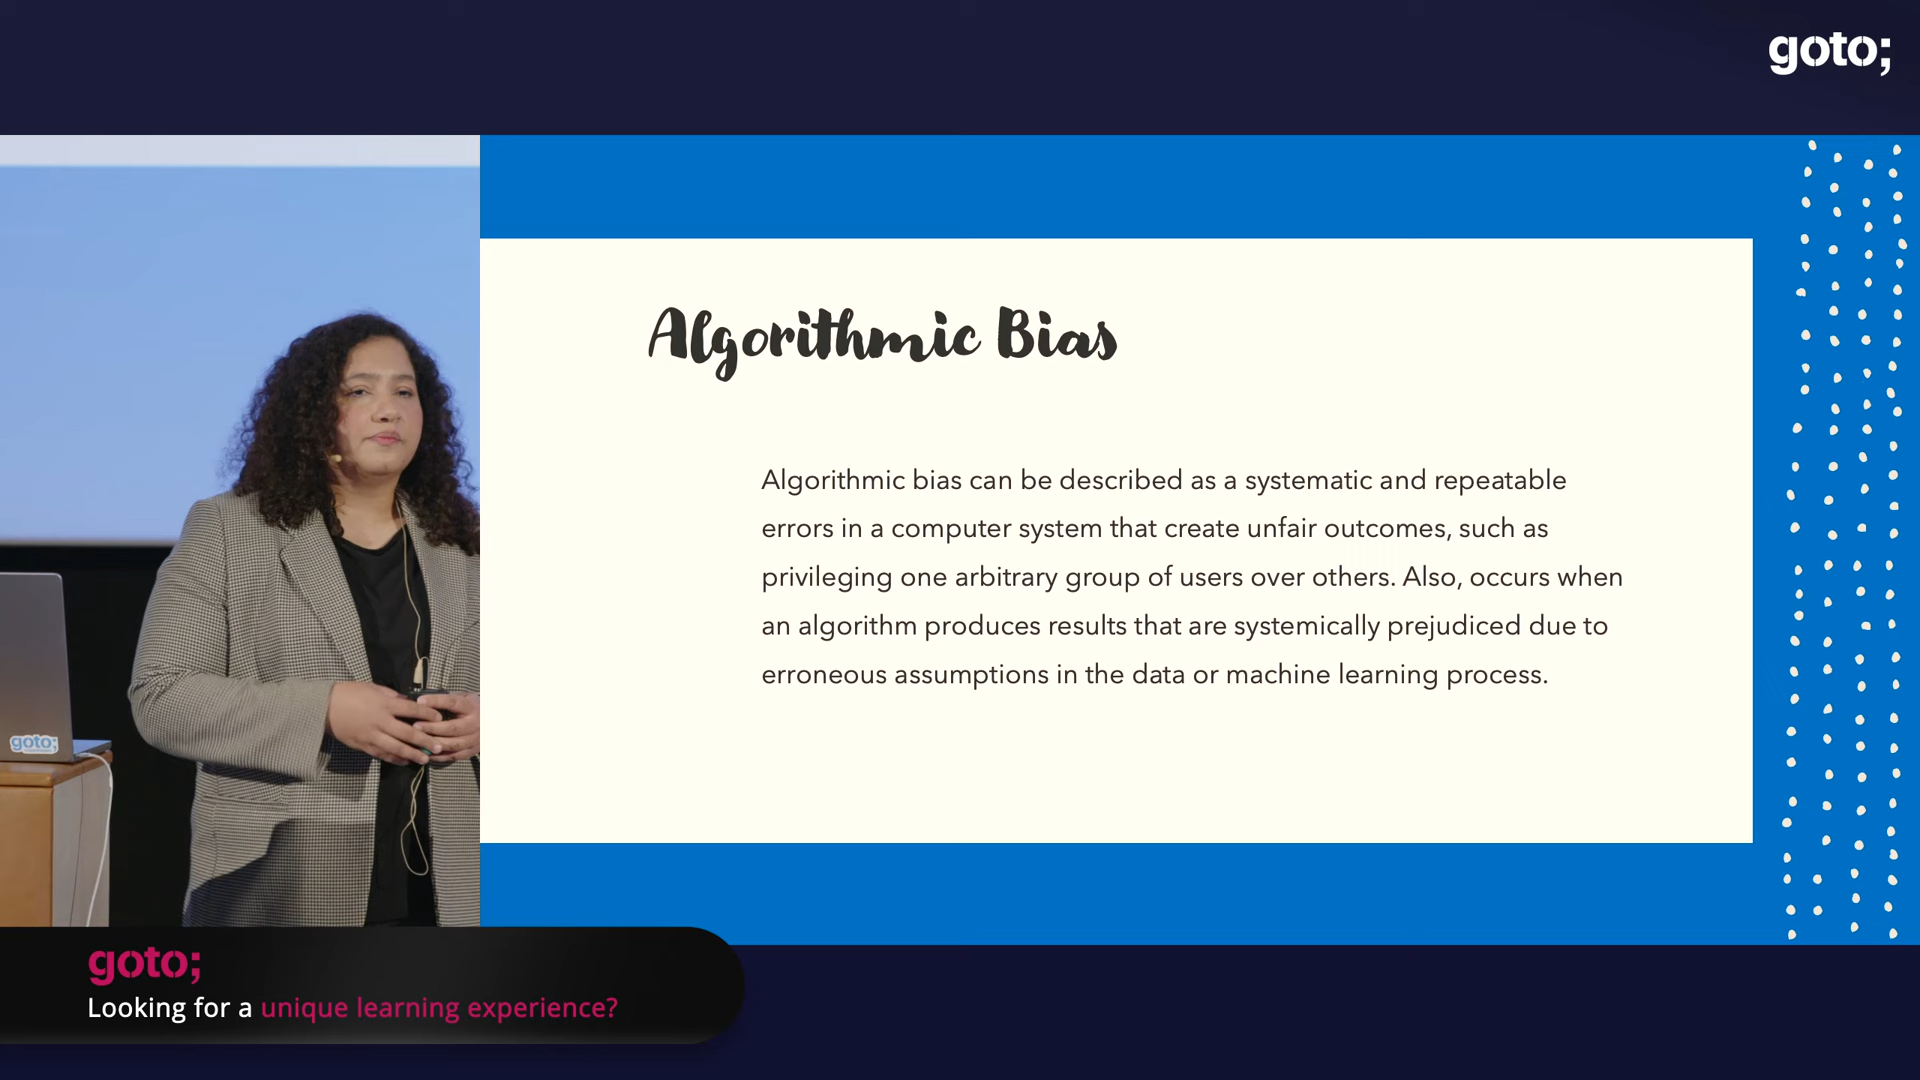 goto;
Algorithmic Bias
Algorithmic bias can be described as a systematic and repeatable
errors in a computer system that create unfair outcomes, such as
privileging one arbitrary group of users over others. Also, occurs when
an algorithm produces results that are systemically prejudiced due to
erroneous assumptions in the data or machine learning process.
goto;
goto;
Looking for a unique learning experience?